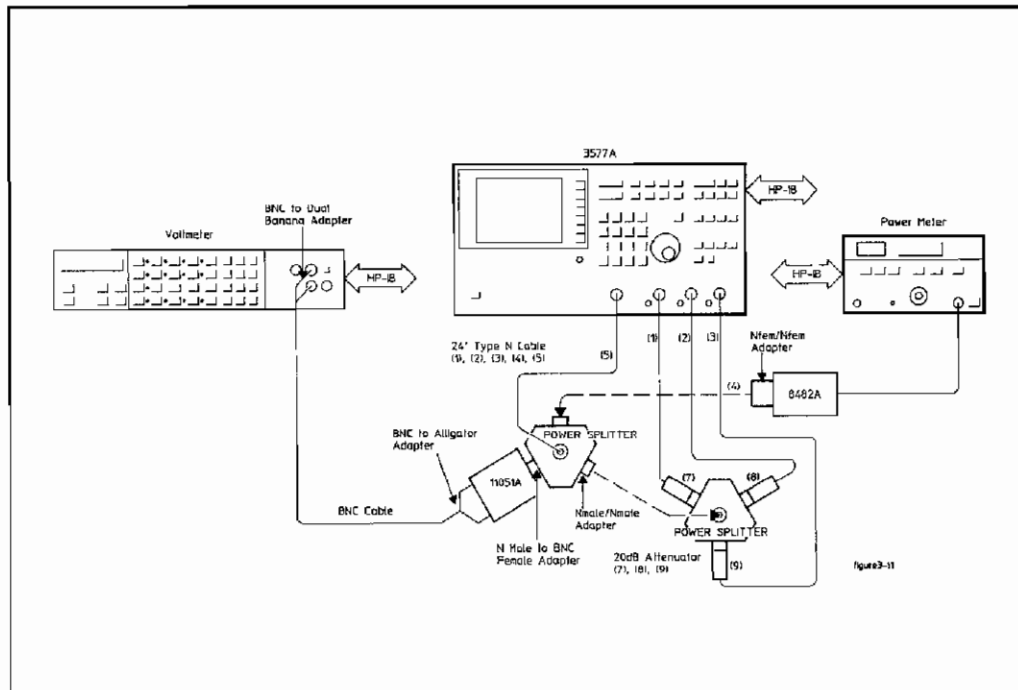 3577A
HP-IB
BNC to Dual
Banana Adapter
Voltmeter
HP-IB
Power Meter
HP-IB
24" Type N Cable
(1), (2), (3), (4), (5)
(5)
(1)
(2)
(3)
Nfem/Nfem
Adapter
(4)
8482A
POWER SPLITTER
BNC to Alligator
Adapter
11051A
(7)
(8)
BNC Cable
Nmale/Nmale
Adapter
POWER SPLITTER
N Male to BNC
Female Adapter
20dB Attenuator
(7), (8), (9)
(9)
figure3-11